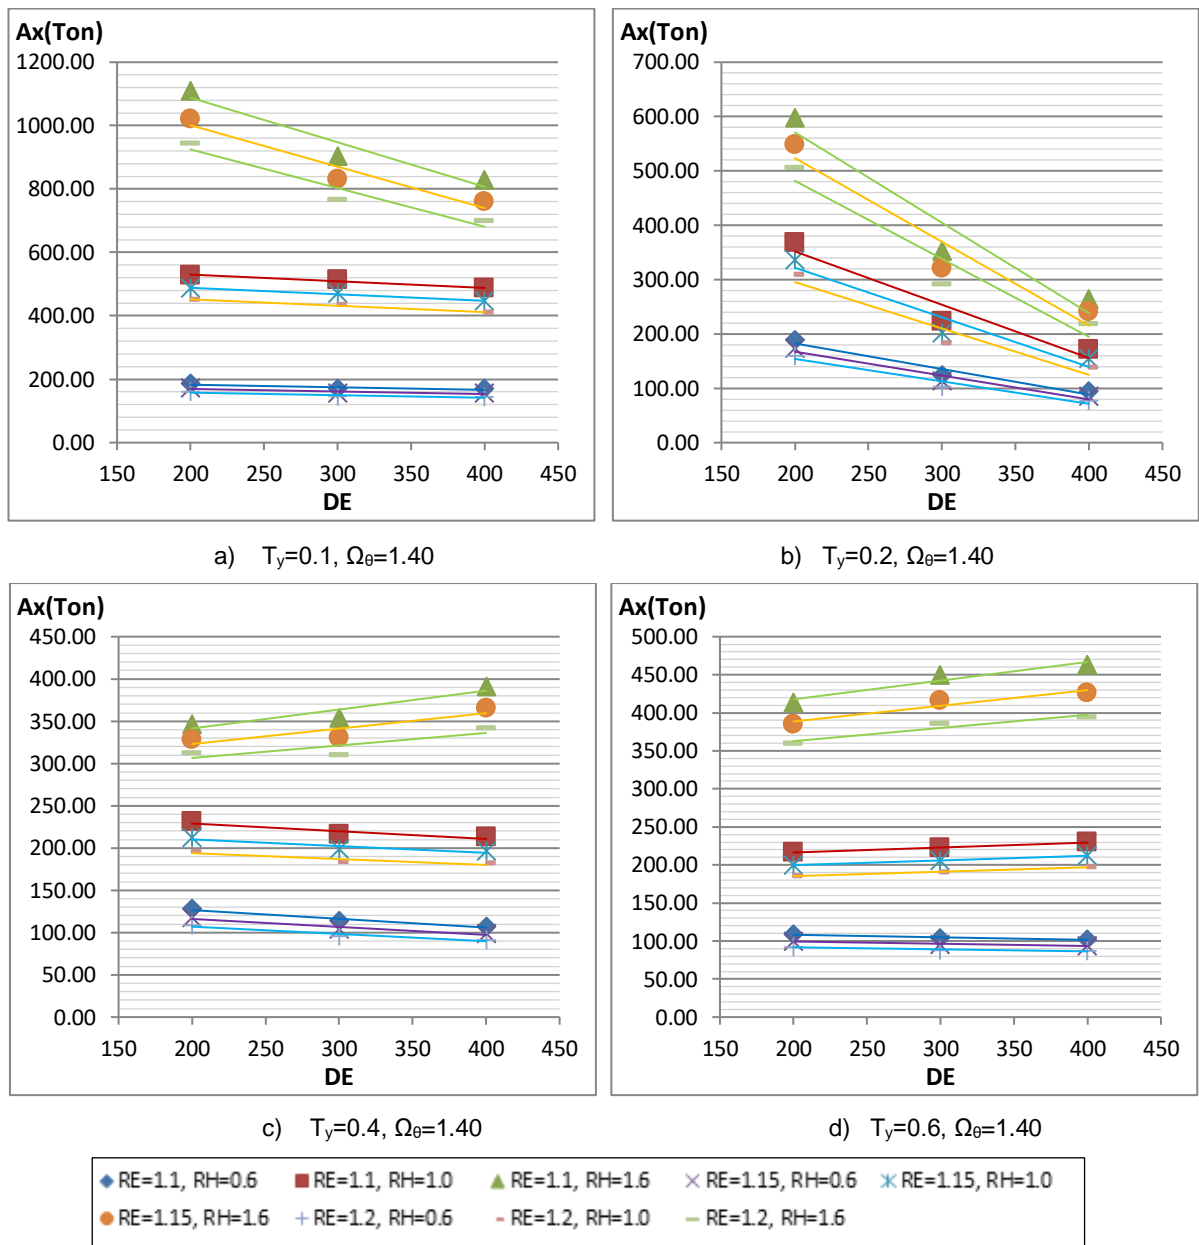 Ax(Ton)
1200.00
1000.00
800.00
600.00
400.00
200.00
0.00
150 200 250 300 350 400 450
DE
a) Ty=0.1, Ωθ=1.40
Ax(Ton)
700.00
600.00
500.00
400.00
300.00
200.00
100.00
0.00
150 200 250 300 350 400 450
DE
b) Ty=0.2, Ωθ=1.40
Ax(Ton)
450.00
400.00
350.00
300.00
250.00
200.00
150.00
100.00
50.00
0.00
150 200 250 300 350 400 450
DE
c) Ty=0.4, Ωθ=1.40
Ax(Ton)
500.00
450.00
400.00
350.00
300.00
250.00
200.00
150.00
100.00
50.00
0.00
150 200 250 300 350 400 450
DE
d) Ty=0.6, Ωθ=1.40
RE=1.1, RH=0.6 RE=1.1, RH=1.0 RE=1.1, RH=1.6 RE=1.15, RH=0.6 RE=1.15, RH=1.0
RE=1.15, RH=1.6 RE=1.2, RH=0.6 RE=1.2, RH=1.0 RE=1.2, RH=1.6